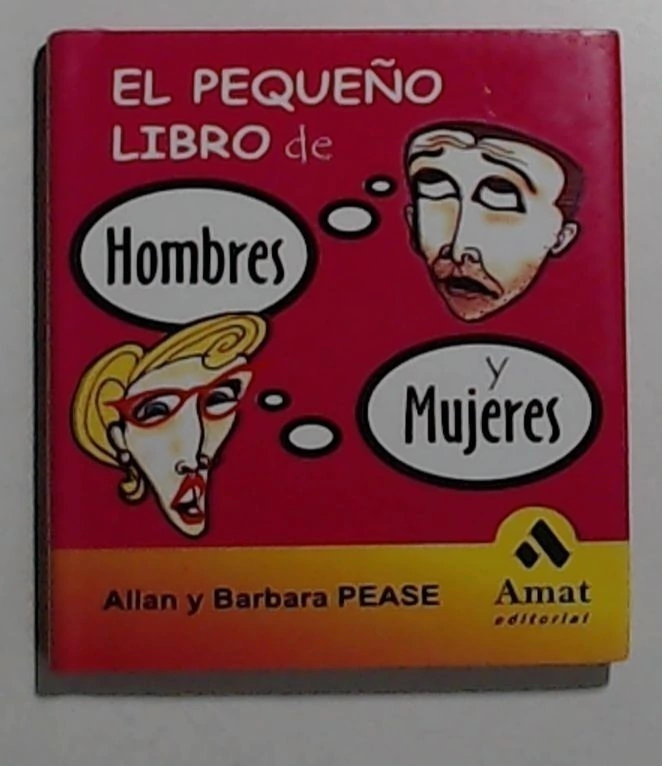 EL PEQUEÑO
LIBRO de
Hombres
y
Mujeres
Allan y Barbara PEASE
Amat
editorial